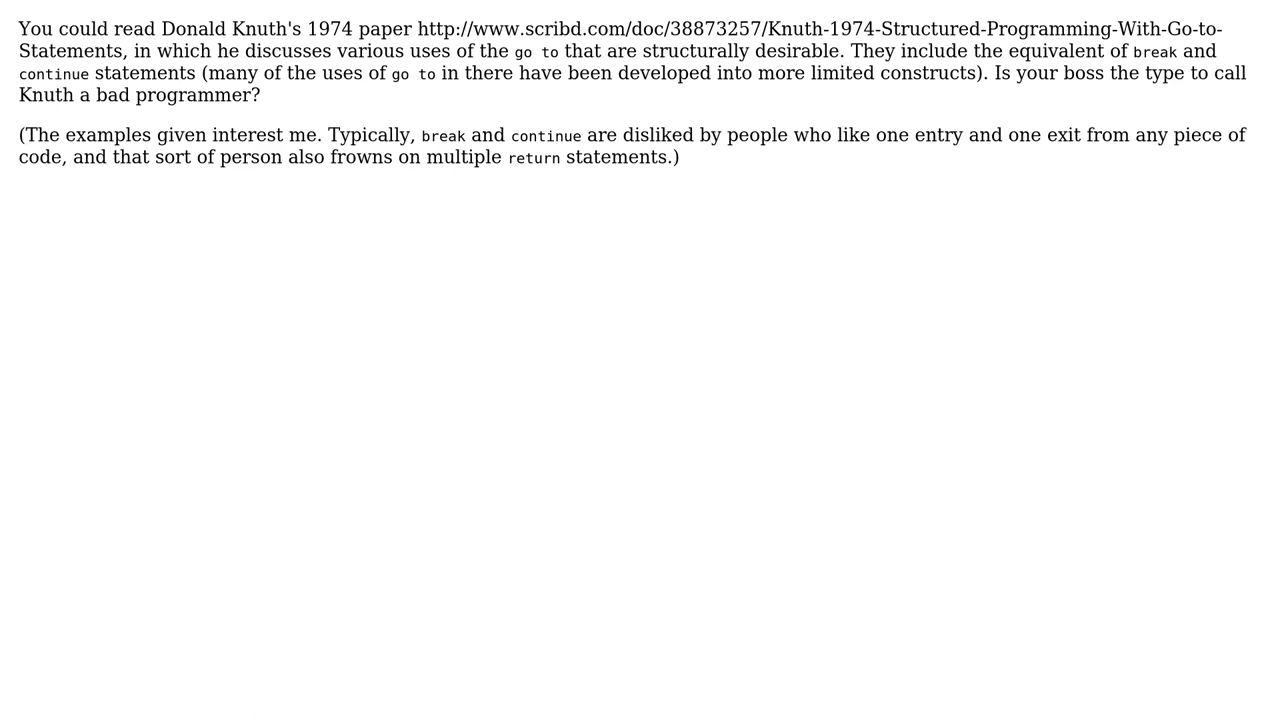 You could read Donald Knuth's 1974 paper http://www.scribd.com/doc/38873257/Knuth-1974-Structured-Programming-With-Go-to-
Statements, in which he discusses various uses of the go to that are structurally desirable. They include the equivalent of break and
continue statements (many of the uses of go to in there have been developed into more limited constructs). Is your boss the type to call
Knuth a bad programmer?
(The examples given interest me. Typically, break and continue are disliked by people who like one entry and one exit from any piece of
code, and that sort of person also frowns on multiple return statements.)